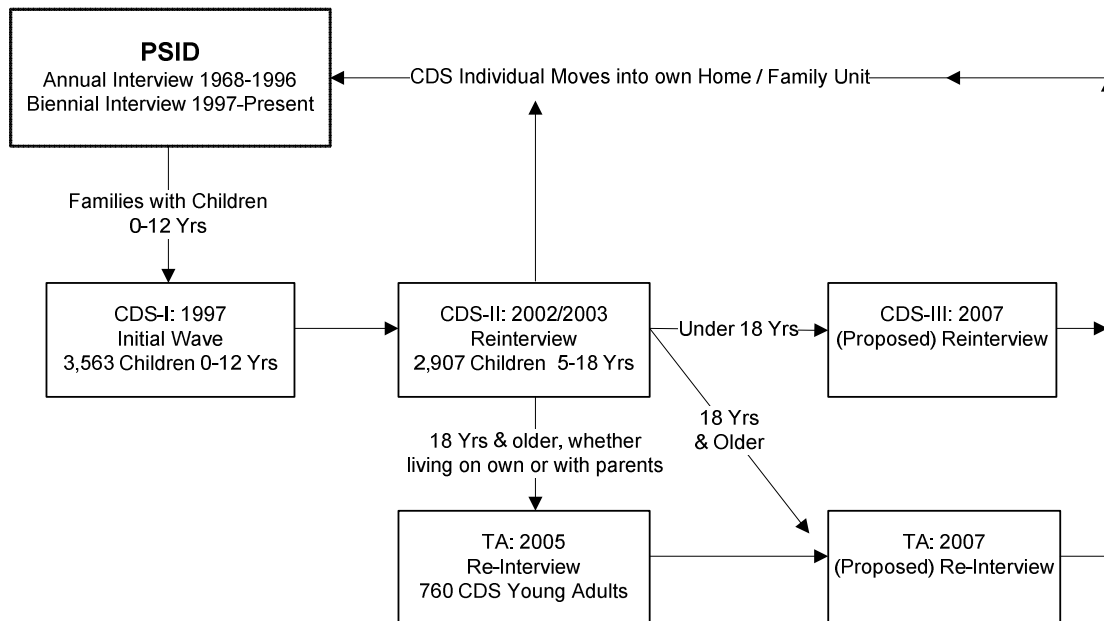 PSID
Annual Interview 1968-1996
Biennial Interview 1997-Present
CDS Individual Moves into own Home / Family Unit
Families with Children
0-12 Yrs
CDS-I: 1997
Initial Wave
3,563 Children 0-12 Yrs
CDS-II: 2002/2003
Reinterview
2,907 Children 5-18 Yrs
Under 18 Yrs
CDS-III: 2007
(Proposed) Reinterview
18 Yrs & older, whether
living on own or with parents
18 Yrs
& Older
TA: 2005
Re-Interview
760 CDS Young Adults
TA: 2007
(Proposed) Re-Interview